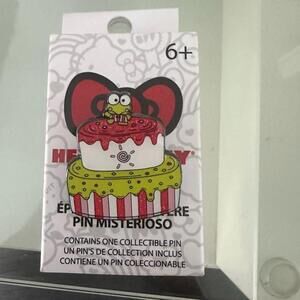 6+
PIN MISTERIOSO
CONTAINS ONE COLLECTIBLE PIN
UN PIN'S DE COLLECTION INCLUS
CONTIENE UN PIN COLECCIONABLE